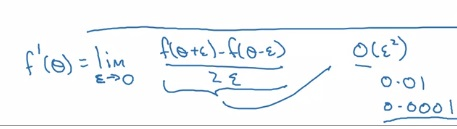 f'(θ) = lim ε→0 f(θ+ε)-f(θ-ε) / 2ε O(ε²)
0.01
0.0001